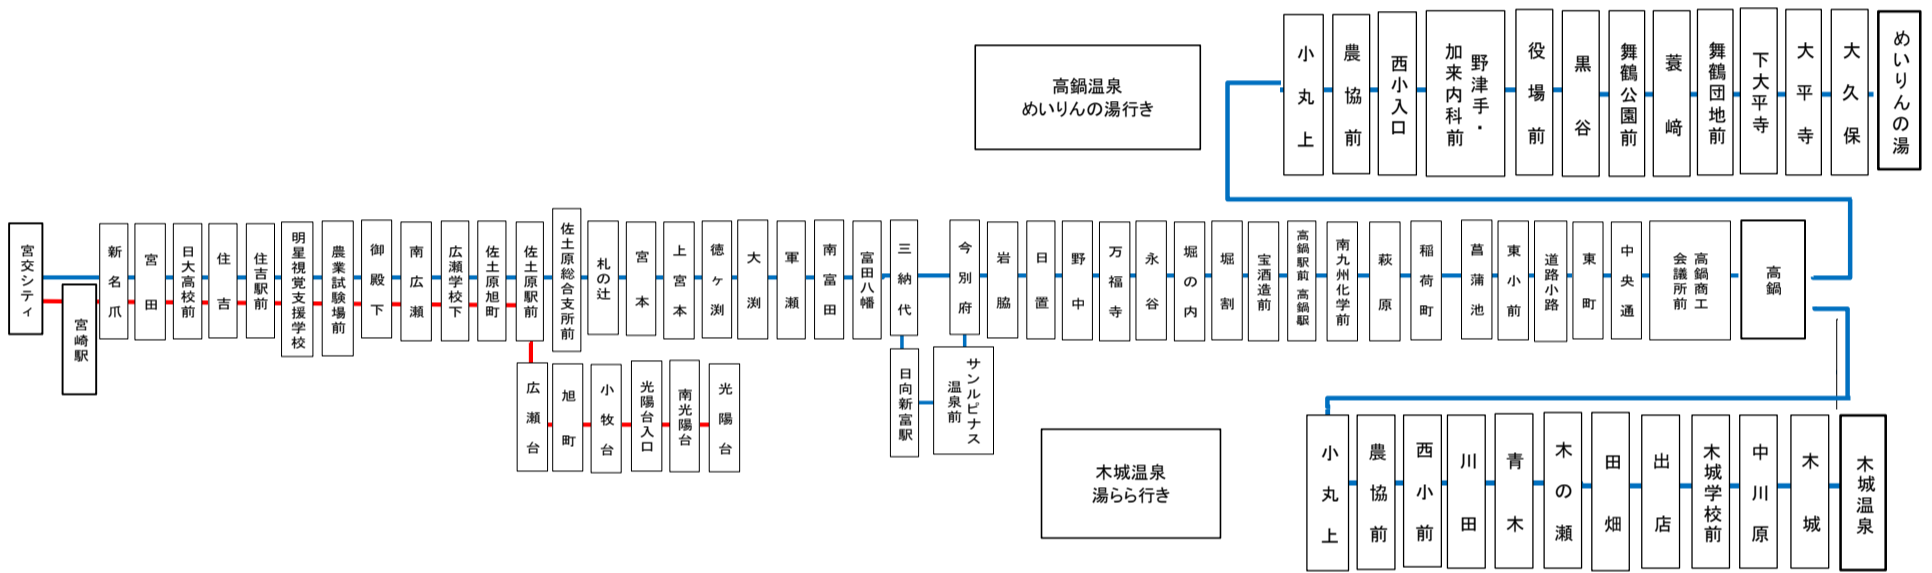 高鍋温泉
めいりんの湯行き
小丸上
農協前
西小入口
野津手・
加来内科前
役場前
黒谷
舞鶴公園前
蓑﨑
舞鶴団地前
下大平寺
大平寺
大久保
めいりんの湯
宮交シティ
宮崎駅
新名爪
宮田
日大高校前
住吉
住吉駅前
明星視覚支援学校
農業試験場前
御殿下
南広瀬
広瀬学校下
佐土原旭町
佐土原駅前
佐土原総合支所前
札の辻
宮本
上宮本
徳ヶ渕
大渕
軍瀬
南富田
富田八幡
三納代
今別府
岩脇
日置
野中
万福寺
永谷
堀の内
堀割
宝酒造前
高鍋駅前 高鍋駅
南九州化学前
萩原
稲荷町
菖蒲池
東小前
道路小路
東町
中央通
高鍋商工
会議所前
高鍋
広瀬台
旭町
小牧台
光陽台入口
南光陽台
光陽台
日向新富駅
サンルピナス
温泉前
木城温泉
湯らら行き
小丸上
農協前
西小前
川田
青木
木の瀬
田畑
出店
木城学校前
中川原
木城
木城温泉